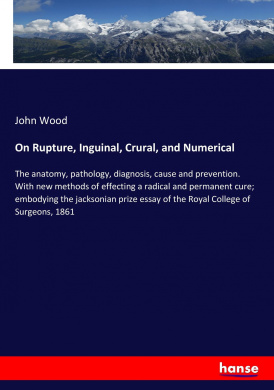 John Wood
On Rupture, Inguinal, Crural, and Numerical
The anatomy, pathology, diagnosis, cause and prevention.
With new methods of effecting a radical and permanent cure;
embodying the jacksonian prize essay of the Royal College of
Surgeons, 1861
hanse